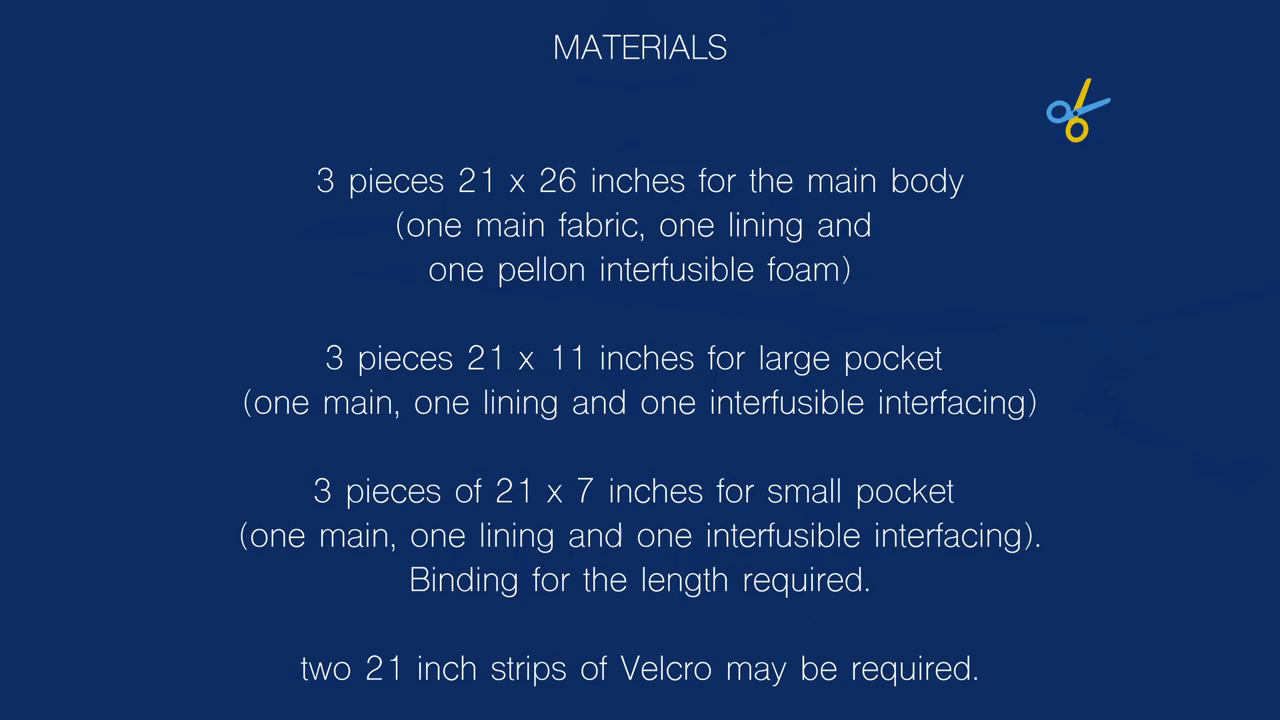 MATERIALS
3 pieces 21 x 26 inches for the main body
(one main fabric, one lining and
one pellon interfusible foam)
3 pieces 21 x 11 inches for large pocket
(one main, one lining and one interfusible interfacing)
3 pieces of 21 x 7 inches for small pocket
(one main, one lining and one interfusible interfacing).
Binding for the length required.
two 21 inch strips of Velcro may be required.